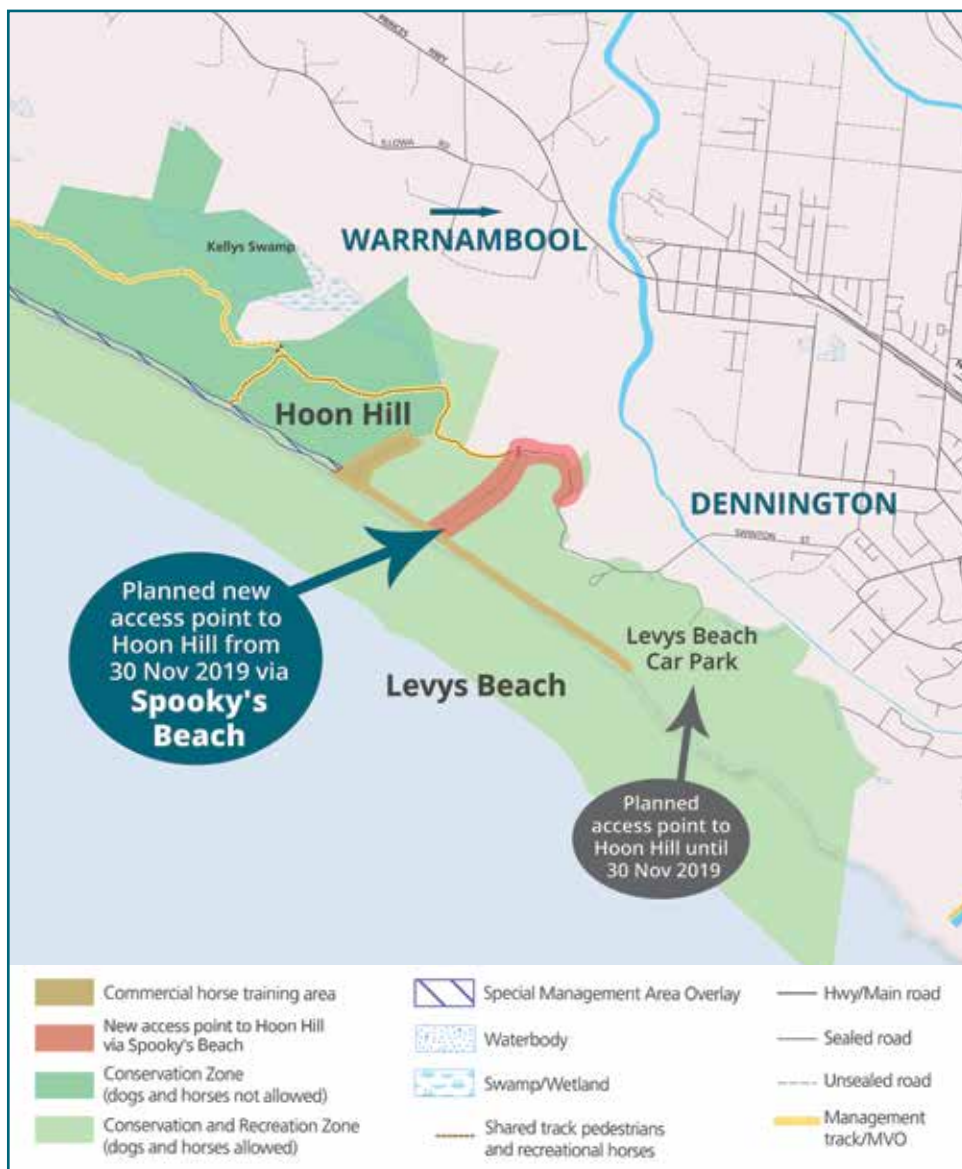 PRINCES HWY
ILLOWA RD
Kellys Swamp
WARRNAMBOOL
Hoon Hill
DENNINGTON
SWINTON ST
Planned new
access point to
Hoon Hill from
30 Nov 2019 via
Spooky's
Beach
Levys Beach
Levys Beach
Car Park
Planned
access point to
Hoon Hill until
30 Nov 2019
Commercial horse training area
New access point to Hoon Hill
via Spooky's Beach
Conservation Zone
(dogs and horses not allowed)
Conservation and Recreation Zone
(dogs and horses allowed)
Special Management Area Overlay
Waterbody
Swamp/Wetland
Shared track pedestrians
and recreational horses
Hwy/Main road
Sealed road
Unsealed road
Management
track/MVO